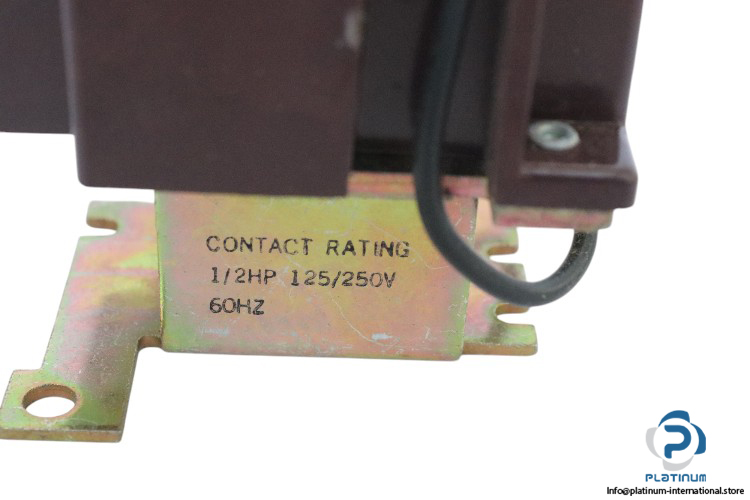 CONTACT RATING
1/2HP 125/250V
60HZ
PLATINUM
Info@platinum-international.store